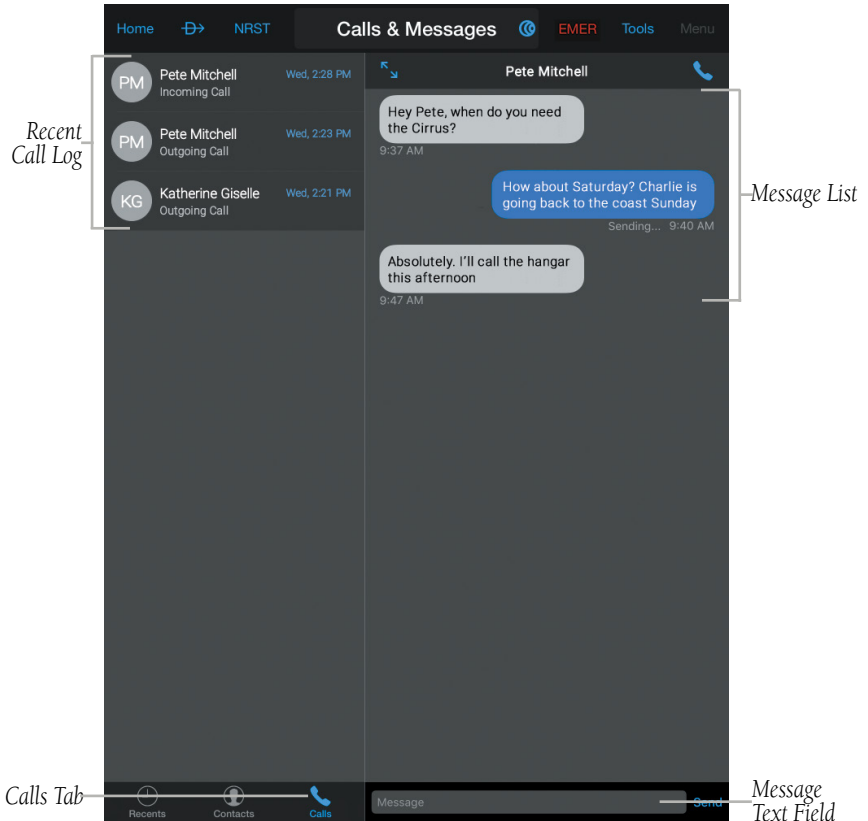 Home NRST Calls & Messages EMER Tools Menu
Recent
Call Log
PM Pete Mitchell Wed, 2:28 PM
Incoming Call
PM Pete Mitchell Wed, 2:23 PM
Outgoing Call
KG Katherine Giselle Wed, 2:21 PM
Outgoing Call
Pete Mitchell
Hey Pete, when do you need
the Cirrus?
9:37 AM
How about Saturday? Charlie is
going back to the coast Sunday
Sending... 9:40 AM
Absolutely. I'll call the hangar
this afternoon
9:47 AM
Message List
Calls Tab
Recents Contacts Calls
Message Send
Message
Text Field